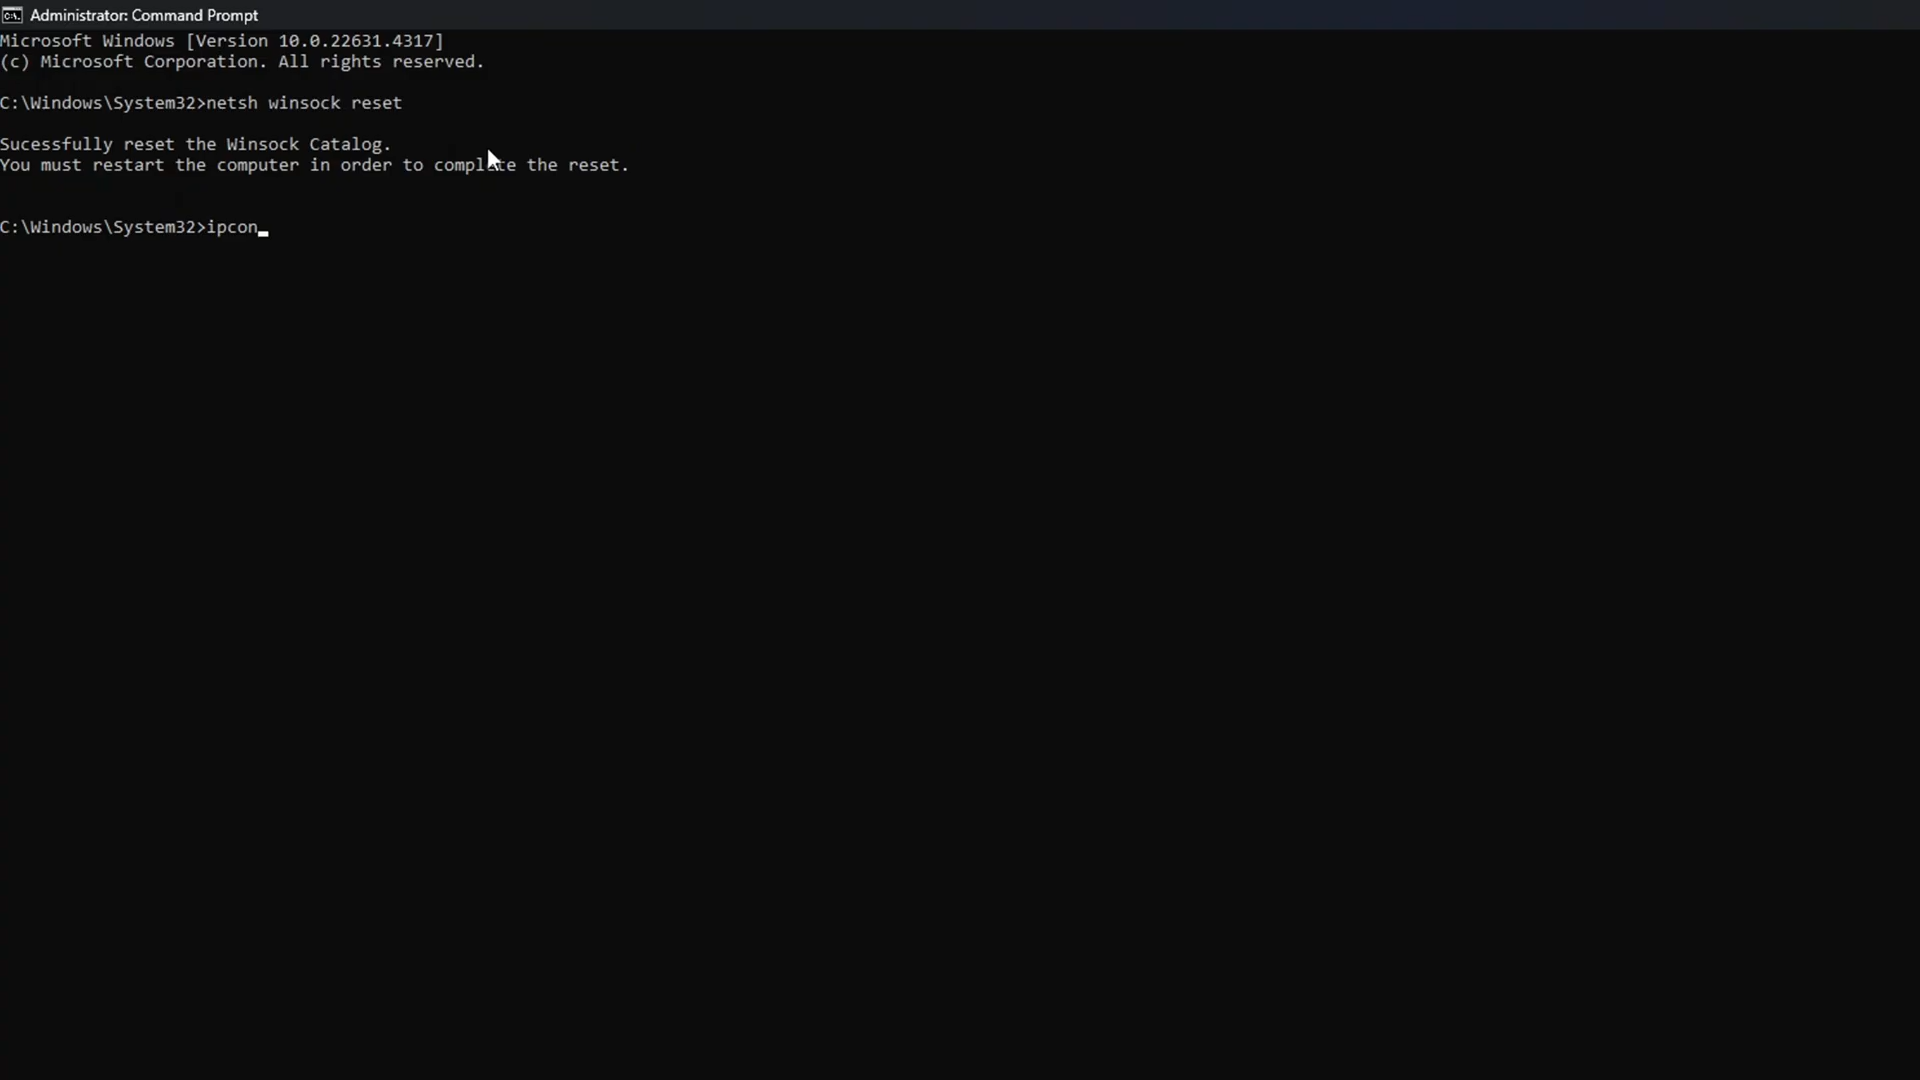 Administrator: Command Prompt
Microsoft Windows [Version 10.0.22631.4317]
(c) Microsoft Corporation. All rights reserved.
C:\Windows\System32>netsh winsock reset
Sucessfully reset the Winsock Catalog.
You must restart the computer in order to complete the reset.
C:\Windows\System32>ipcon